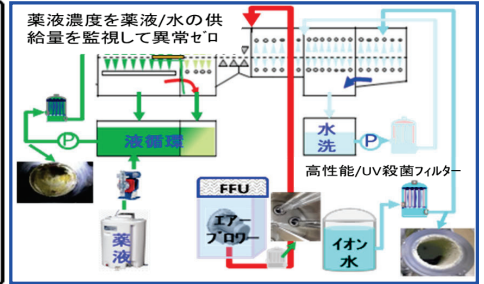 薬液濃度を薬液/水の供
給量を監視して異常ｾﾞﾛ
P
液循環
水
洗
P
高性能/UV殺菌フィルター
FFU
エアー
ブロワー
薬
液
イオン
水